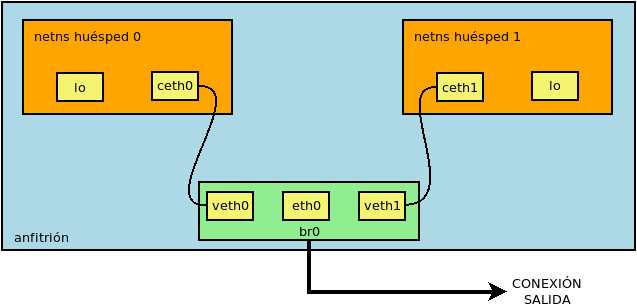 netns huésped 0
netns huésped 1
lo
ceth0
ceth1
lo
veth0
eth0
veth1
br0
anfitrión
CONEXIÓN
SALIDA